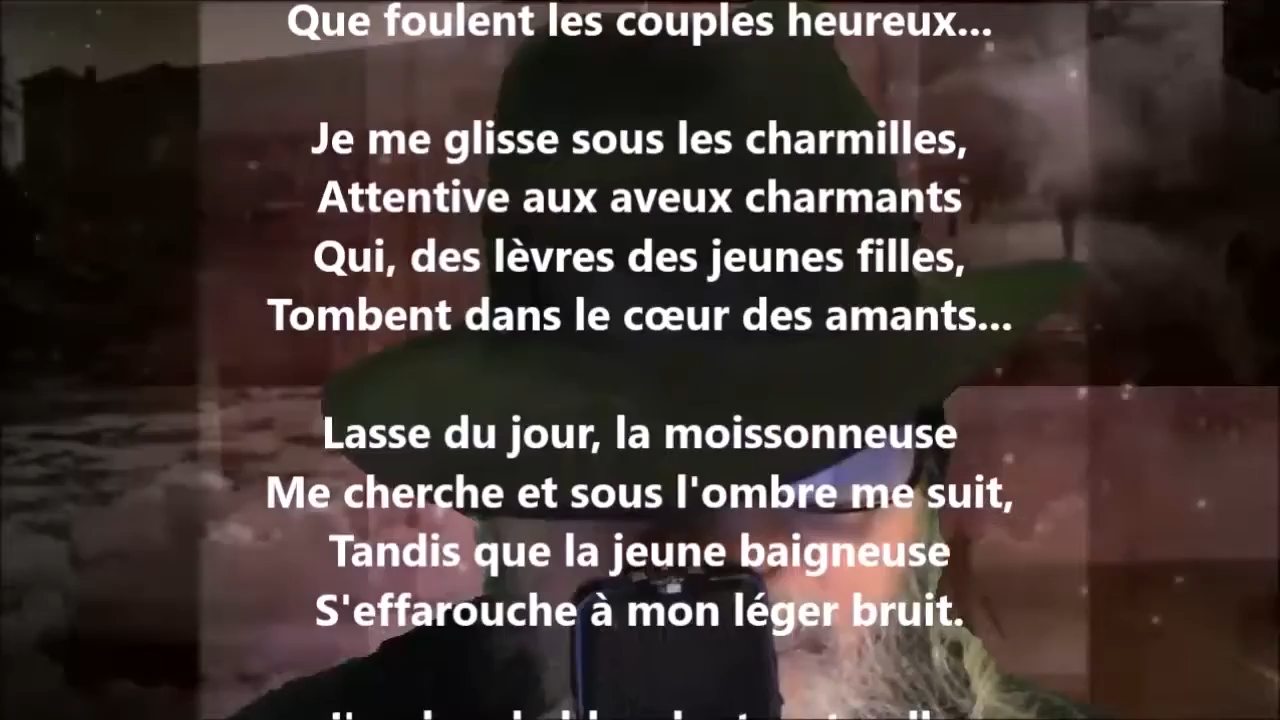 Que foulent les couples heureux...
Je me glisse sous les charmilles,
Attentive aux aveux charmants
Qui, des lèvres des jeunes filles,
Tombent dans le cœur des amants...
Lasse du jour, la moissonneuse
Me cherche et sous l'ombre me suit,
Tandis que la jeune baigneuse
S'effarouche à mon léger bruit.